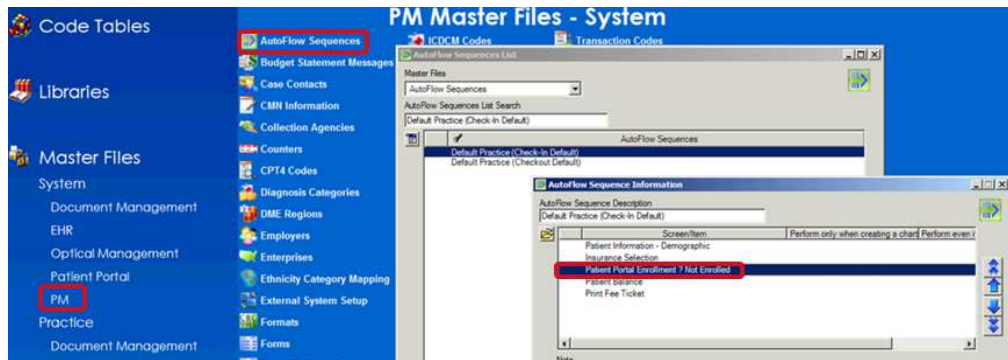 PM Master Files - System
Code Tables
Libraries
Master Files
System
Document Management
EHR
Optical Management
Patient Portal
PM
Practice
Document Management
AutoFlow Sequences
Budget Statement Messages
Case Contacts
CMN Information
Collection Agencies
Counters
CPT4 Codes
Diagnosis Categories
DME Regions
Employers
Enterprises
Ethnicity Category Mapping
External System Setup
Formats
Forms
ICDCM Codes
Transaction Codes
AutoFlow Sequences List
Master Files
AutoFlow Sequences
AutoFlow Sequences List Search
Default Practice (Check-In Default)
AutoFlow Sequences
Default Practice (Check-In Default)
Default Practice (Checkout Default)
AutoFlow Sequence Information
AutoFlow Sequence Description
Default Practice (Check-In Default)
Screen/Item Perform only when creating a chard Perform even i
Patient Information - Demographic
Insurance Selection
Patient Portal Enrollment ? Not Enrolled
Patient Balance
Print Fee Ticket